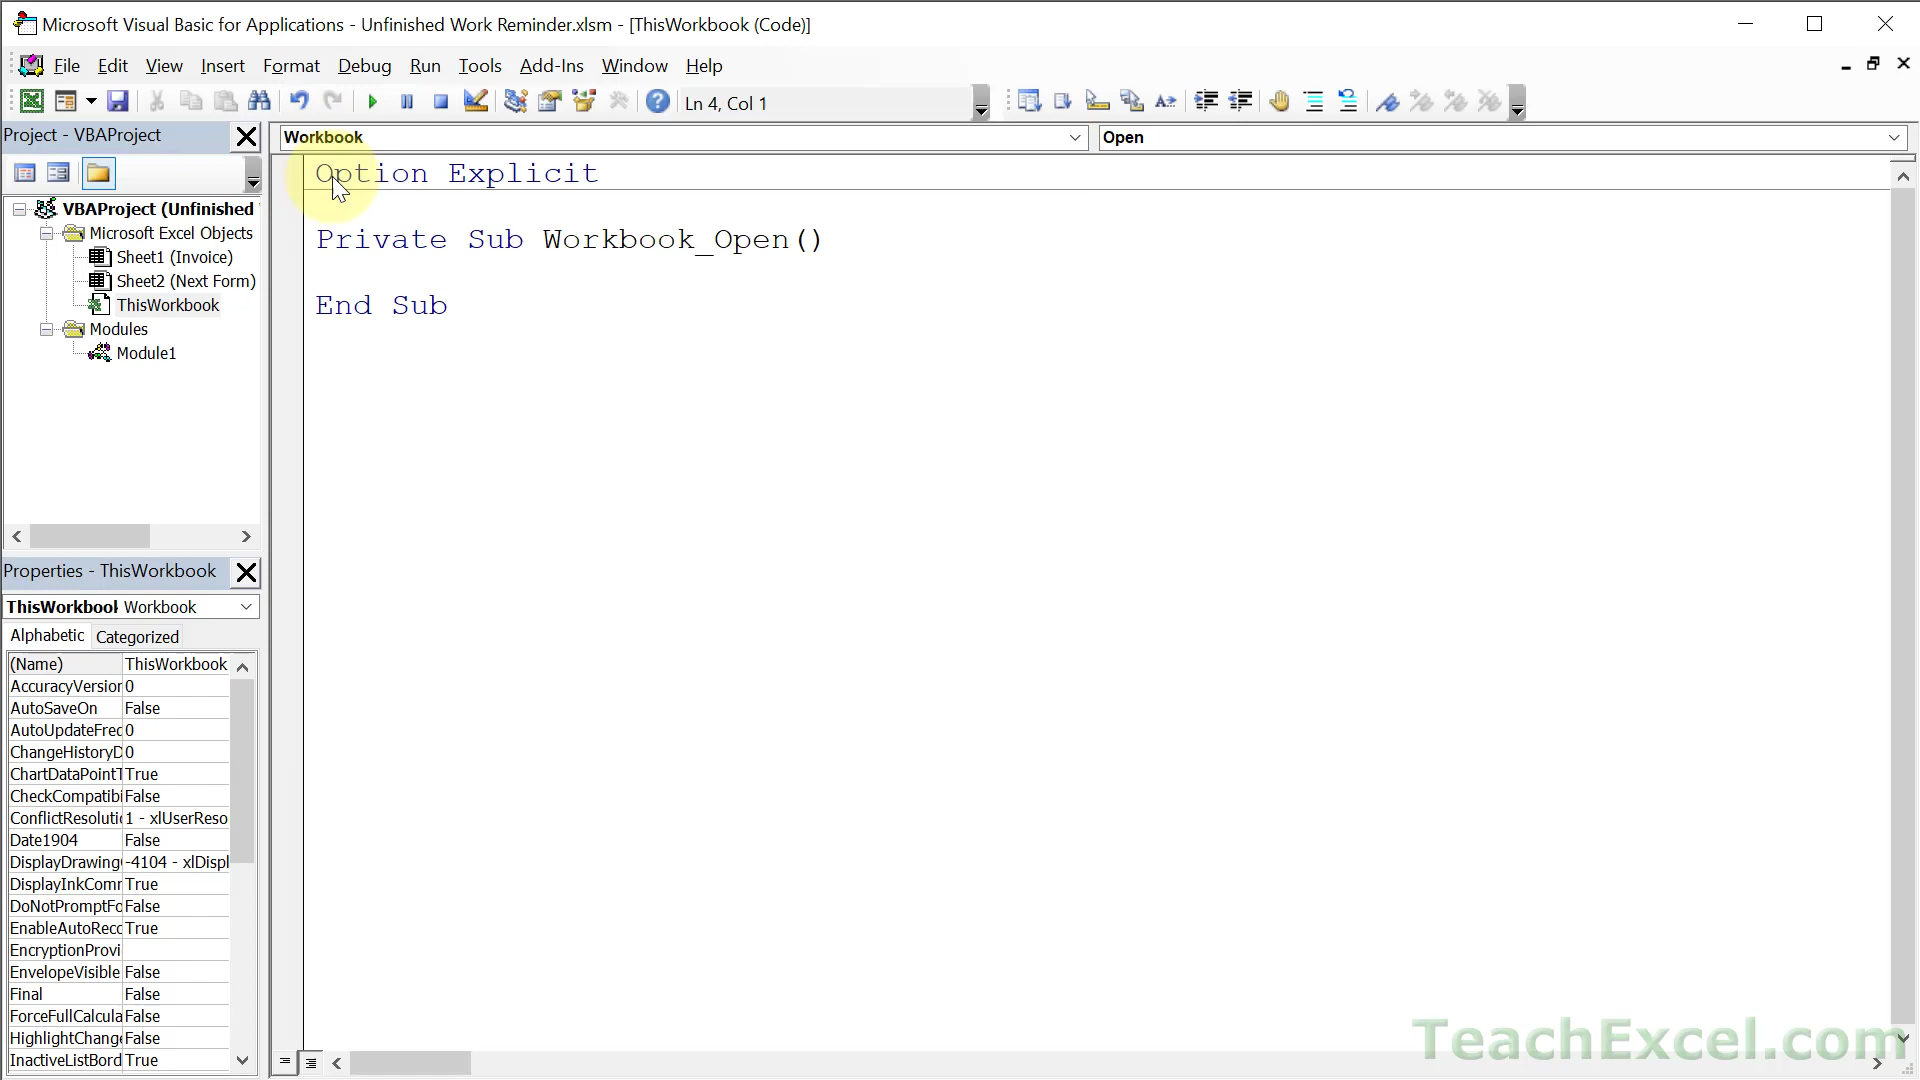 Microsoft Visual Basic for Applications - Unfinished Work Reminder.xlsm - [ThisWorkbook (Code)]
File Edit View Insert Format Debug Run Tools Add-Ins Window Help
Ln 4, Col 1
Project - VBAProject
Workbook
Open
VBAProject (Unfinished
Microsoft Excel Objects
Sheet1 (Invoice)
Sheet2 (Next Form)
ThisWorkbook
Modules
Module1
Option Explicit
Private Sub Workbook_Open()
End Sub
Properties - ThisWorkbook
ThisWorkbool Workbook
Alphabetic Categorized
(Name) ThisWorkbook
AccuracyVersior 0
AutoSaveOn False
AutoUpdateFrec 0
ChangeHistoryD 0
ChartDataPointT True
CheckCompatibi False
ConflictResolutio 1 - xlUserReso
Date1904 False
DisplayDrawing -4104 - xlDispl
DisplayInkComr True
DoNotPromptFo False
EnableAutoRecc True
EncryptionProvi
EnvelopeVisible False
Final False
ForceFullCalcula False
HighlightChange False
InactiveListBord True
TeachExcel.com